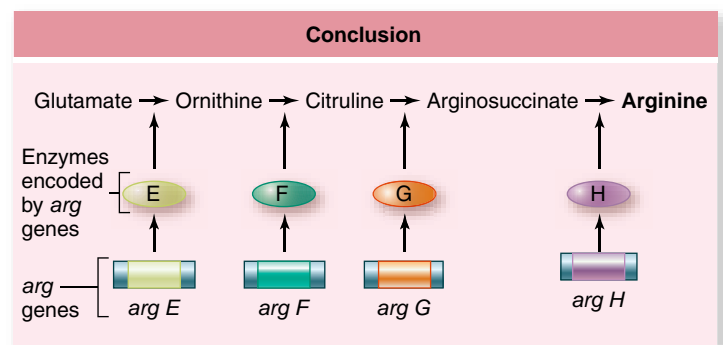 Conclusion
Glutamate Ornithine Citruline Arginosuccinate Arginine
Enzymes
encoded
by arg
genes
E F G H
arg
genes
arg E arg F arg G arg H